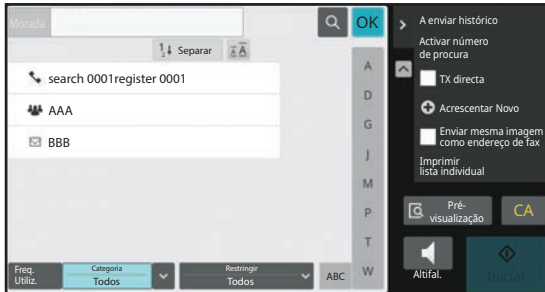 Morada
OK
Separar
search 0001register 0001
AAA
BBB
A
D
G
J
M
P
T
W
Freq.
Utiliz.
Categoria
Todos
Restringir
Todos
ABC
A enviar histórico
Activar número
de procura
TX directa
Acrescentar Novo
Enviar mesma imagem
como endereço de fax
Imprimir
lista individual
Pré-
visualização
CA
Altifal.
Iniciar